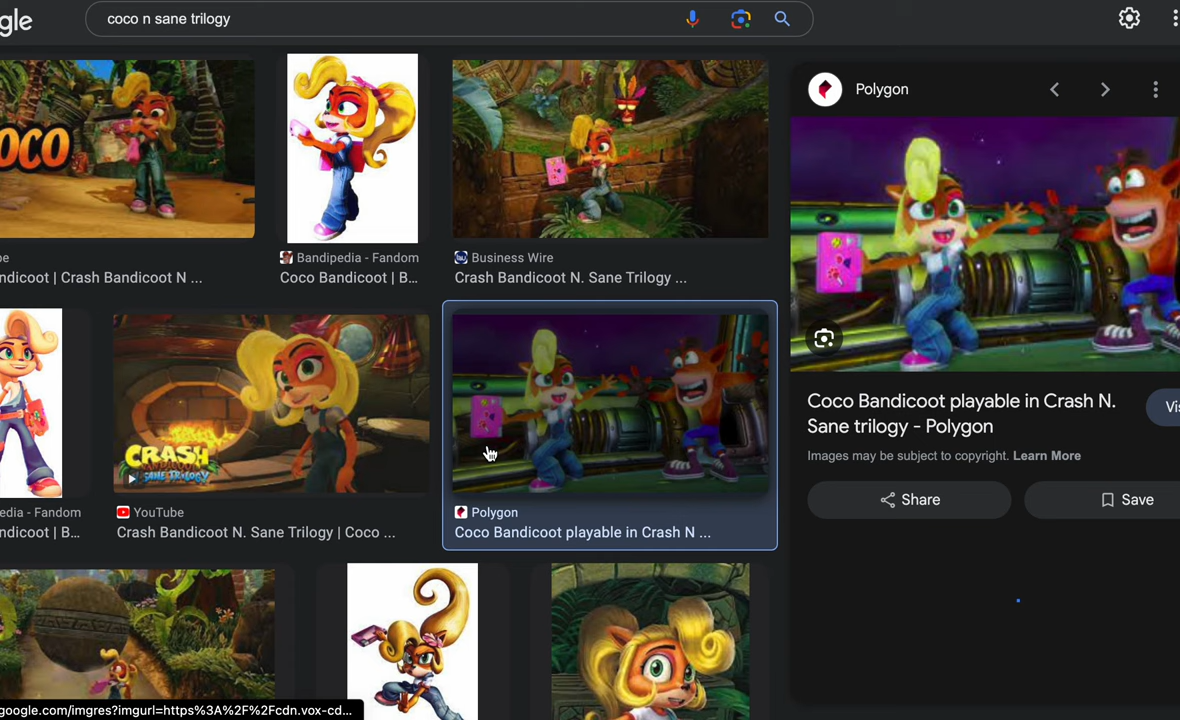 gle
coco n sane trilogy
Polygon
OCO
be
Bandipedia - Fandom
Business Wire
ndicoot | Crash Bandicoot N ...
Coco Bandicoot | B...
Crash Bandicoot N. Sane Trilogy ...
CRASH
BANDICOOT
N. SANE TRILOGY
Coco Bandicoot playable in Crash N.
Sane trilogy - Polygon
Vis
Images may be subject to copyright. Learn More
Share
Save
edia - Fandom
YouTube
Polygon
ndicoot | B...
Crash Bandicoot N. Sane Trilogy | Coco ...
Coco Bandicoot playable in Crash N ...
google.com/imgres?imgurl=https%3A%2F%2Fcdn.vox-cd...